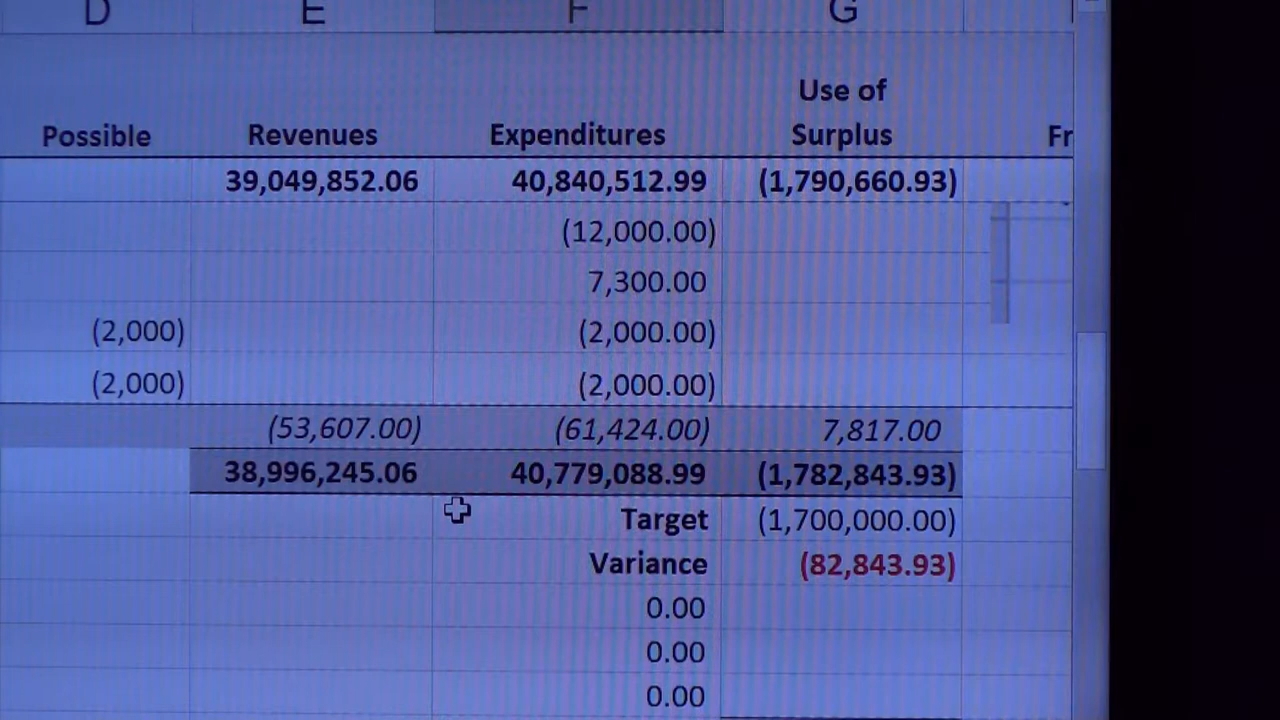 D E F G
Use of
Possible Revenues Expenditures Surplus Fr
39,049,852.06 40,840,512.99 (1,790,660.93)
(12,000.00)
7,300.00
(2,000) (2,000.00)
(2,000) (2,000.00)
(53,607.00) (61,424.00) 7,817.00
38,996,245.06 40,779,088.99 (1,782,843.93)
Target (1,700,000.00)
Variance (82,843.93)
0.00
0.00
0.00